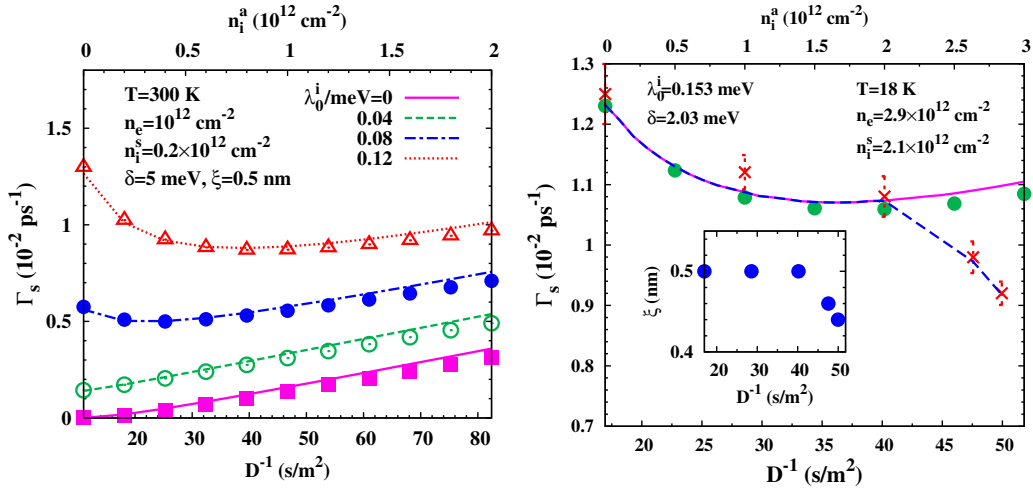 n_i^a (10^12 cm^-2)
0 0.4 0.8 1 1.6 2
T=300 K
n_e=10^12 cm^-2
n_i^s=0.2×10^12 cm^-2
δ=5 meV, ξ=0.5 nm
λ_0^i/meV=0
0.04
0.08
0.12
Γ_s (10^-2 ps^-1)
1.5
1
0.5
0
20 30 40 50 60 70 80
D^-1 (s/m^2)
n_i^a (10^12 cm^-2)
0 0.5 1 1.5 2 2.5 3
λ_0^i=0.153 meV
δ=2.03 meV
T=18 K
n_e=2.9×10^12 cm^-2
n_i^s=2.1×10^12 cm^-2
Γ_s (10^-2 ps^-1)
1.3
1.2
1.1
1
0.9
0.8
0.7
ξ (nm)
0.5
0.4
20 30 40 50
D^-1 (s/m^2)
20 25 30 35 40 45 50
D^-1 (s/m^2)